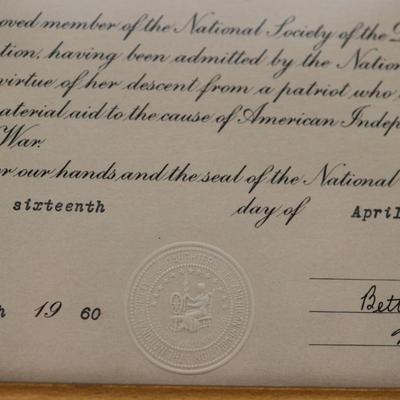 oved member of the National Society of the D
tion, having been admitted by the Nation
virtue of her descent from a patriot who
naterial aid to the cause of American Indep
War.
er our hands and the seal of the National
sixteenth day of April
h 19 60
Bett